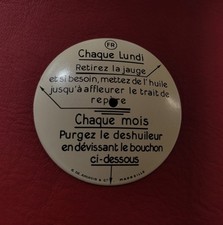 FR
Chaque lundi
Retirez la jauge
et si besoin, mettez de l'huile
jusqu'à affleurer le trait de
repère
Chaque mois
Purgez le deshuileur
en dévissant le bouchon
ci-dessous
MARSEILLE